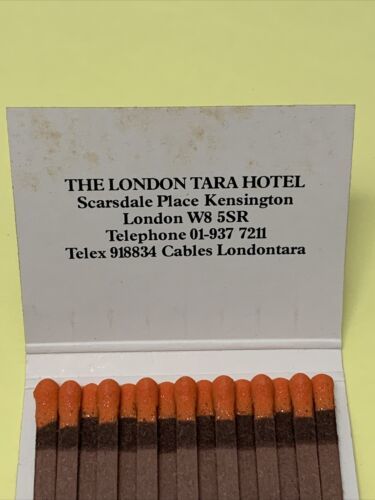 THE LONDON TARA HOTEL
Scarsdale Place Kensington
London W8 5SR
Telephone 01-937 7211
Telex 918834 Cables Londontara